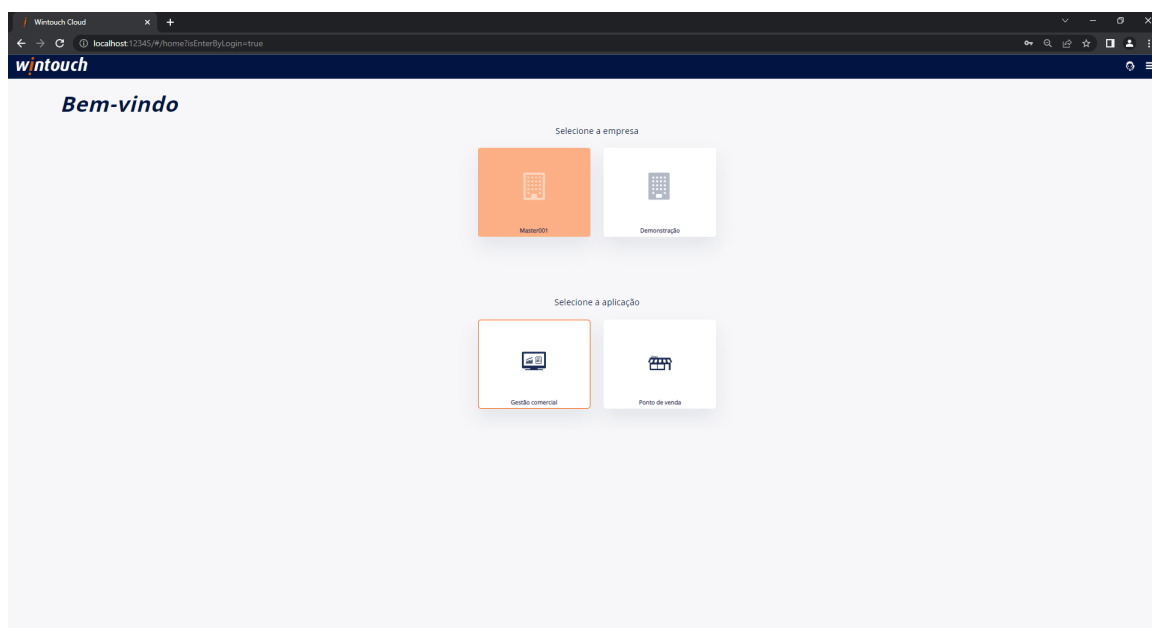 Wintouch Cloud
localhost:12345/#/home?isEnterByLogin=true
wintouch
Bem-vindo
Selecione a empresa
Master001 Demonstração
Selecione a aplicação
Gestão comercial Ponto de venda